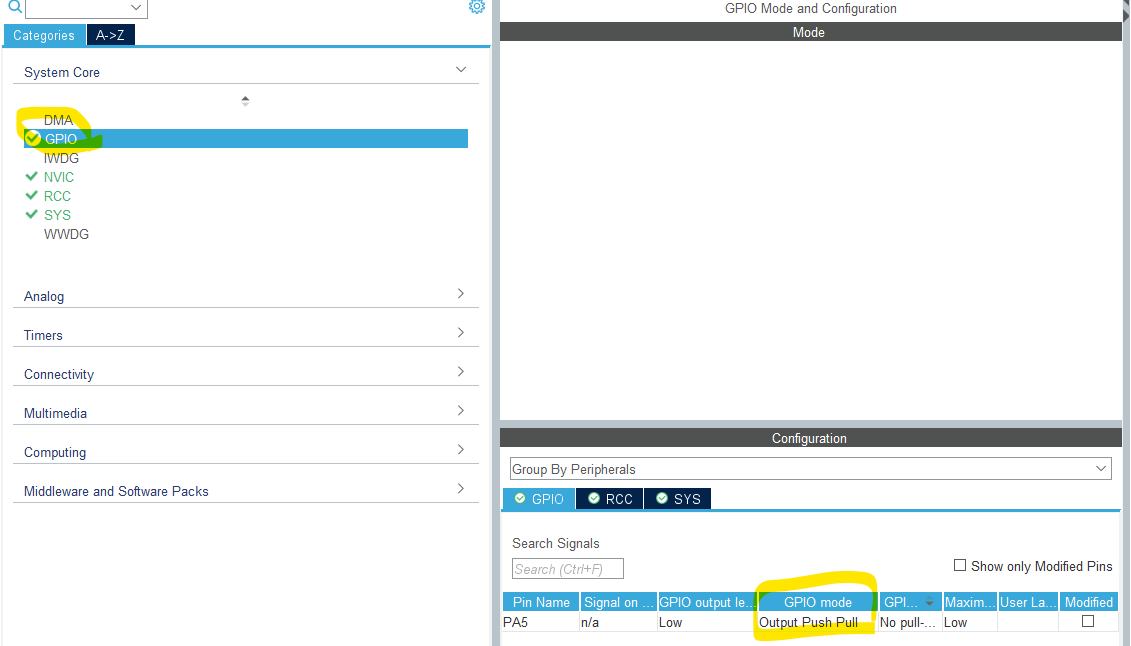 GPIO Mode and Configuration
Categories
A->Z
Mode
System Core
DMA
GPIO
IWDG
NVIC
RCC
SYS
WWDG
Analog
Timers
Connectivity
Multimedia
Computing
Middleware and Software Packs
Configuration
Group By Peripherals
GPIO
RCC
SYS
Search Signals
Search (Ctrl+F)
Show only Modified Pins
Pin Name Signal on ... GPIO output le... GPIO mode GPI... Maxim... User La... Modified
PA5 n/a Low Output Push Pull No pull-... Low